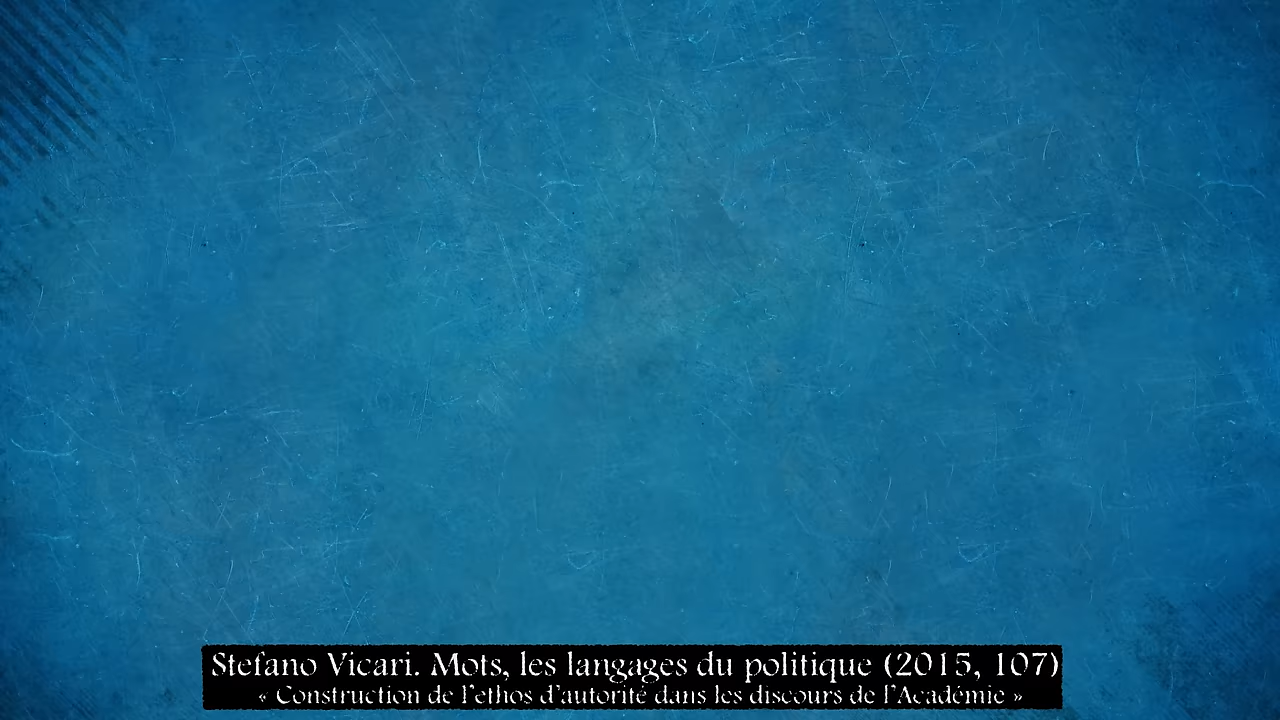 Stefano Vicari. Mots, les langages du politique (2015, 107)
« Construction de l'ethos d'autorité dans les discours de l'Académie »